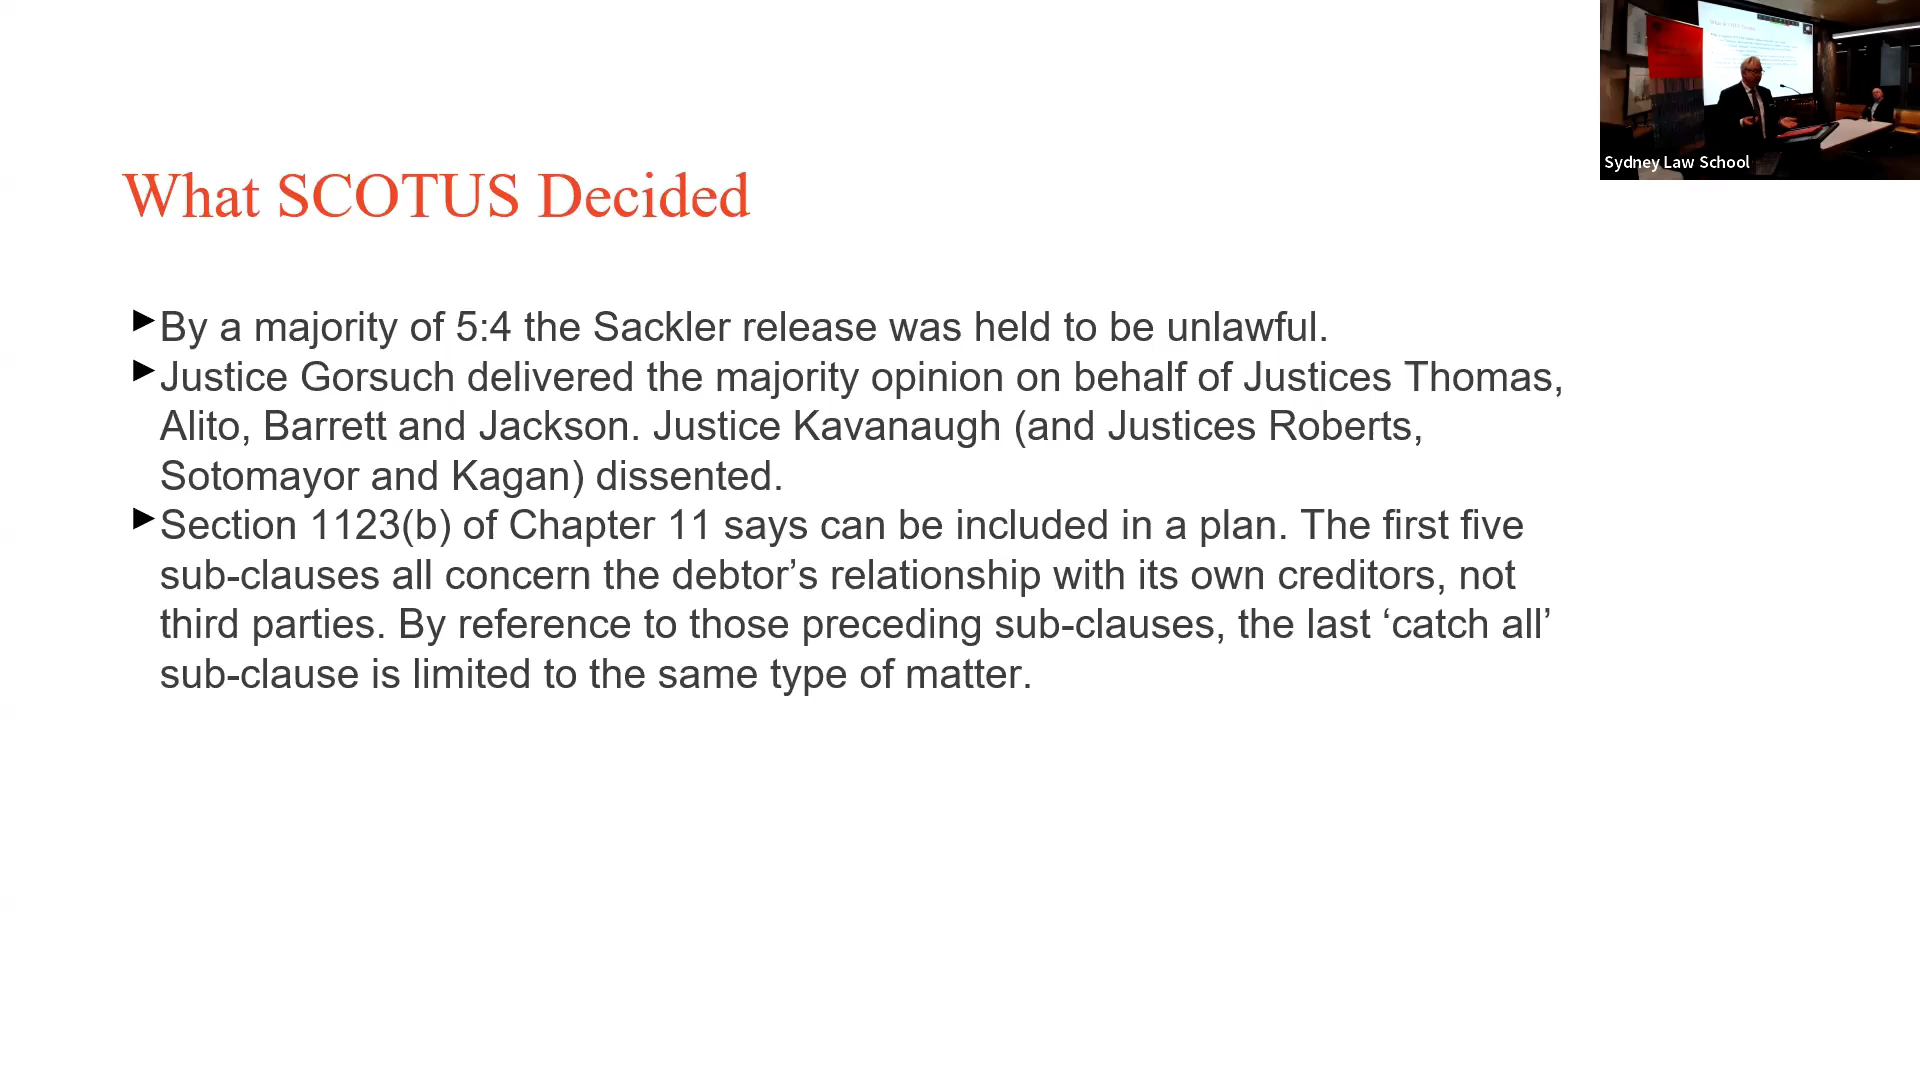 What SCOTUS Decided
By a majority of 5:4 the Sackler release was held to be unlawful.
Justice Gorsuch delivered the majority opinion on behalf of Justices Thomas,
Alito, Barrett and Jackson. Justice Kavanaugh (and Justices Roberts,
Sotomayor and Kagan) dissented.
Section 1123(b) of Chapter 11 says can be included in a plan. The first five
sub-clauses all concern the debtor’s relationship with its own creditors, not
third parties. By reference to those preceding sub-clauses, the last ‘catch all’
sub-clause is limited to the same type of matter.
Sydney Law School